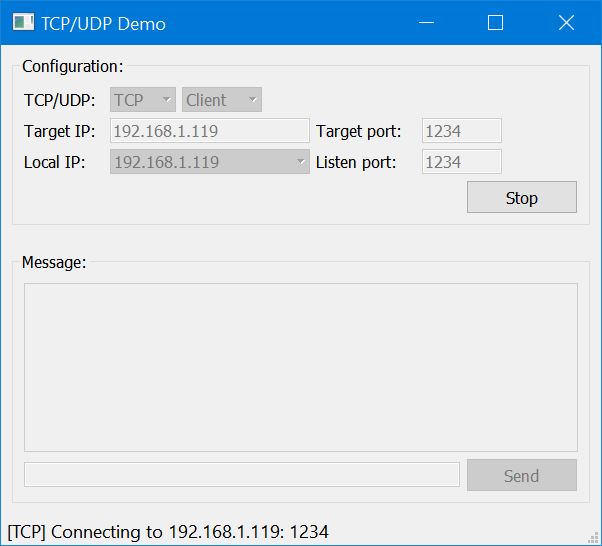 TCP/UDP Demo
Configuration:
TCP/UDP: TCP Client
Target IP: 192.168.1.119 Target port: 1234
Local IP: 192.168.1.119 Listen port: 1234
Stop
Message:
Send
[TCP] Connecting to 192.168.1.119: 1234